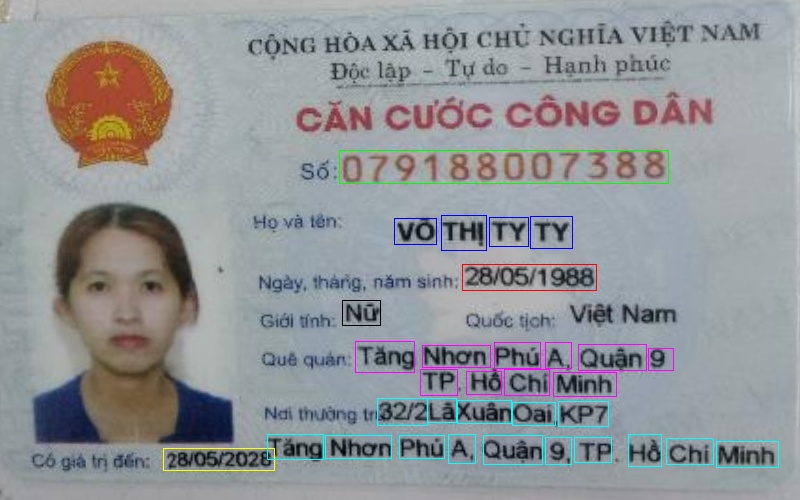 CỘNG HÒA XÃ HỘI CHỦ NGHĨA VIỆT NAM
Độc lập - Tự do - Hạnh phúc
CĂN CƯỚC CÔNG DÂN
Số: 079188007388
Họ và tên: VÕ THỊ TY TY
Ngày, tháng, năm sinh: 28/05/1988
Giới tính: Nữ Quốc tịch: Việt Nam
Quê quán: Tăng Nhơn Phú A, Quận 9
TP. Hồ Chí Minh
Nơi thường tr 32/2 Lã Xuân Oai, KP7
Tăng Nhơn Phú A, Quận 9, TP. Hồ Chí Minh
Có giá trị đến: 28/05/2028